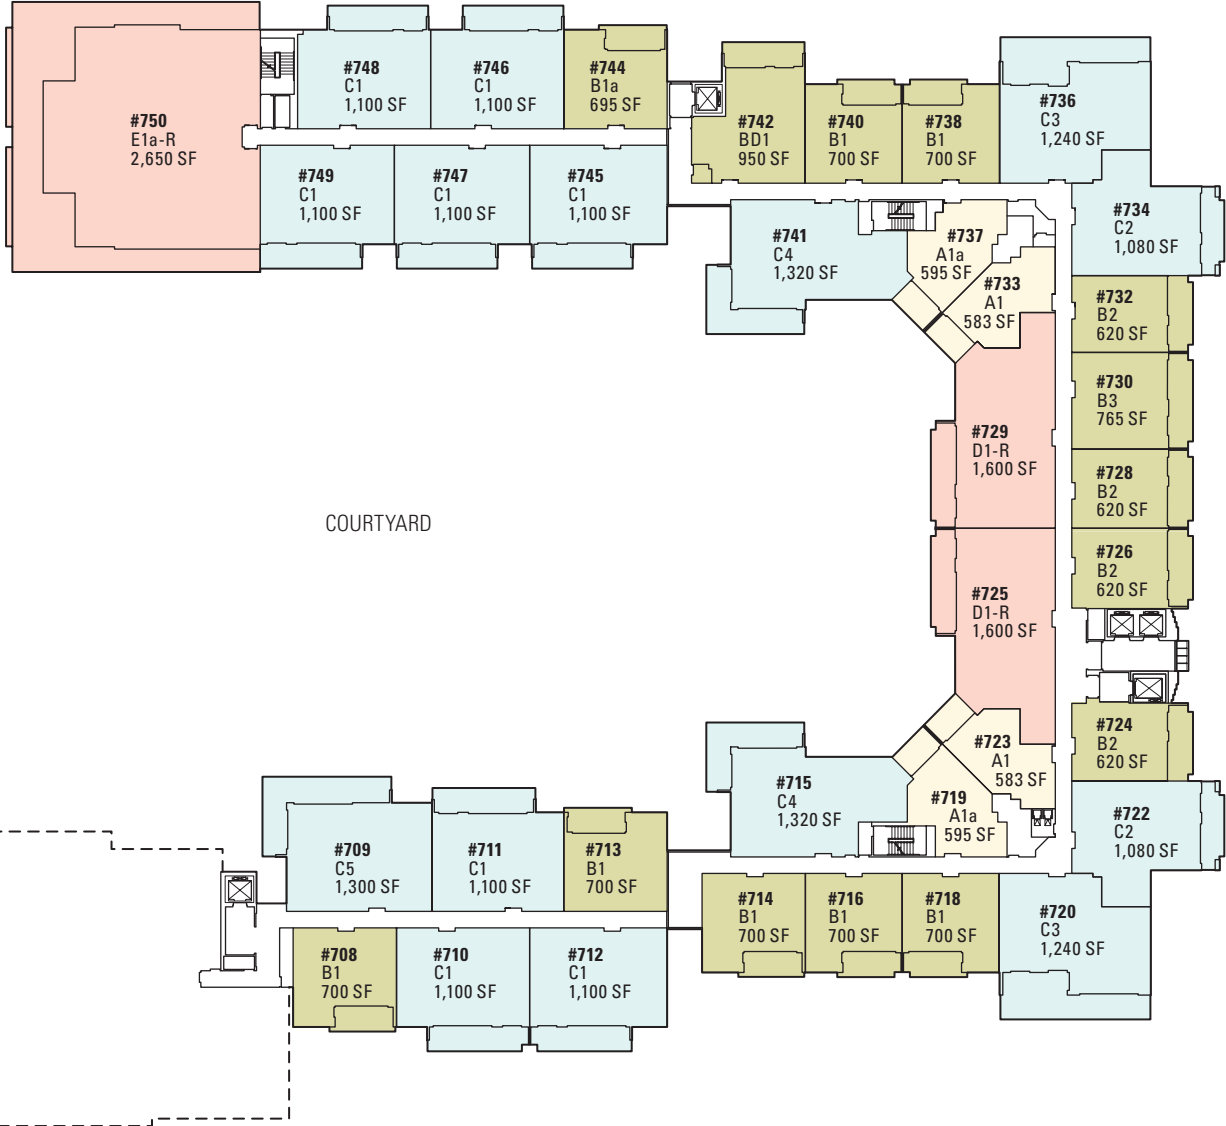 #750
E1a-R
2,650 SF
#748
C1
1,100 SF
#746
C1
1,100 SF
#744
B1a
695 SF
#742
BD1
950 SF
#740
B1
700 SF
#738
B1
700 SF
#736
C3
1,240 SF
#749
C1
1,100 SF
#747
C1
1,100 SF
#745
C1
1,100 SF
#741
C4
1,320 SF
#737
A1a
595 SF
#733
A1
583 SF
#734
C2
1,080 SF
#732
B2
620 SF
#730
B3
765 SF
#729
D1-R
1,600 SF
#728
B2
620 SF
COURTYARD
#726
B2
620 SF
#725
D1-R
1,600 SF
#724
B2
620 SF
#723
A1
583 SF
#715
C4
1,320 SF
#719
A1a
595 SF
#722
C2
1,080 SF
#709
C5
1,300 SF
#711
C1
1,100 SF
#713
B1
700 SF
#714
B1
700 SF
#716
B1
700 SF
#718
B1
700 SF
#720
C3
1,240 SF
#708
B1
700 SF
#710
C1
1,100 SF
#712
C1
1,100 SF